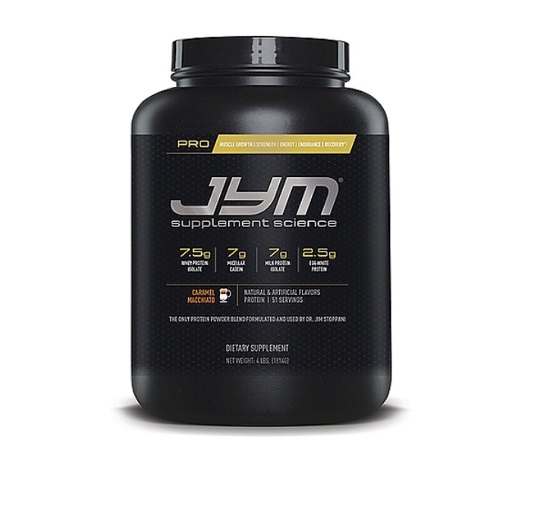 PRO MUSCLE GROWTH | STRENGTH | ENERGY | ENDURANCE | RECOVERY
JYM®
supplement science
7.5g 7g 7g 2.5g
WHEY PROTEIN ISOLATE MICELLAR CASEIN MILK PROTEIN ISOLATE EGG-WHITE PROTEIN
CARAMEL MACCHIATO
NATURAL & ARTIFICIAL FLAVORS
PROTEIN | 51 SERVINGS
THE ONLY PROTEIN POWDER BLEND FORMULATED AND USED BY DR. JIM STOPPANI
DIETARY SUPPLEMENT
NET WEIGHT: 4 LBS. (1814G)